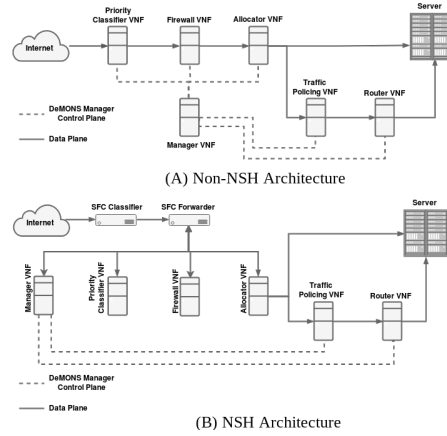 Priority
Classifier VNF
Firewall VNF
Allocator VNF
Server
Internet
Traffic
Policing VNF
Router VNF
DeMONS Manager
Control Plane
Data Plane
Manager VNF
(A) Non-NSH Architecture
SFC Classifier
SFC Forwarder
Server
Internet
Manager VNF
Priority
Classifier VNF
Firewall VNF
Allocator VNF
Traffic
Policing VNF
Router VNF
DeMONS Manager
Control Plane
Data Plane
(B) NSH Architecture